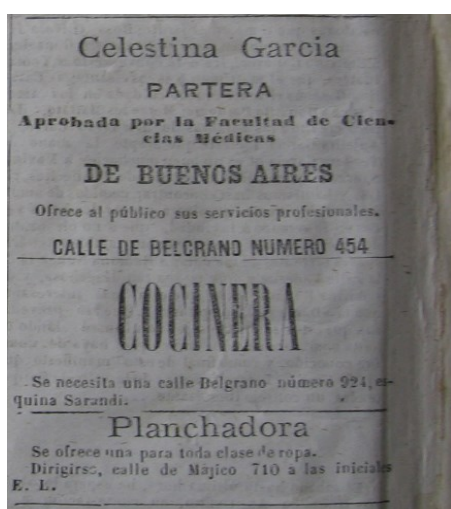 Celestina Garcia
PARTERA
Aprobada por la Facultad de Cien-
cias Médicas
DE BUENOS AIRES
Ofrece al público sus servicios profesionales.
CALLE DE BELGRANO NUMERO 454
COCINERA
Se necesita una calle Belgrano número 924, es-
quina Sarandi.
Planchadora
Se ofrece una para toda clase de ropa.
Dirigirse, calle de Májico 710 a las iniciales
E. L.